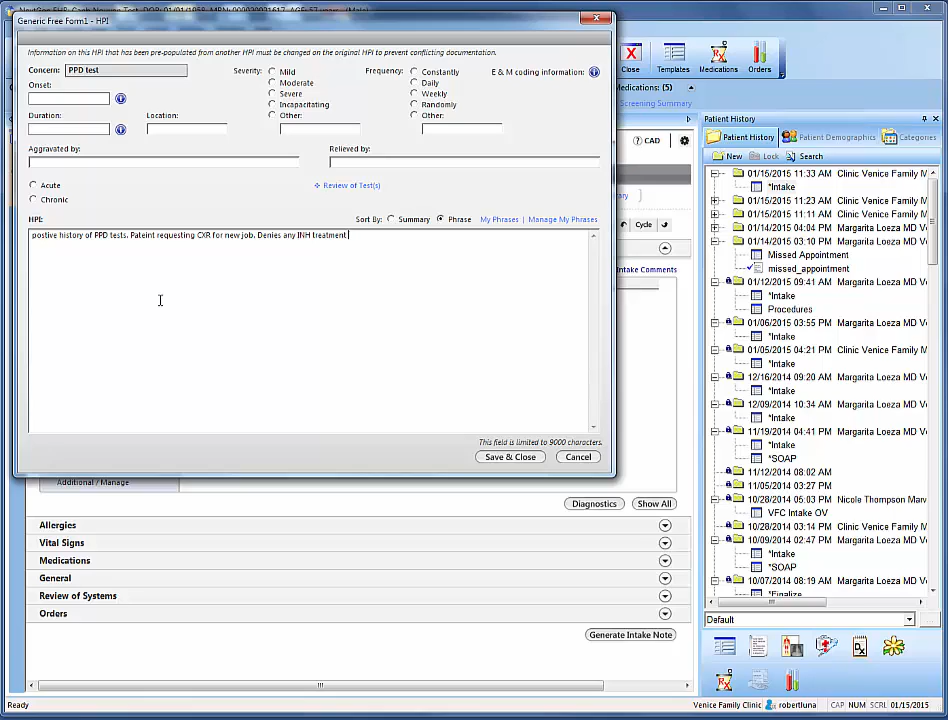 Generic Free Form1 - HPI
Information on this HPI that has been pre-populated from another HPI must be changed on the original HPI to prevent conflicting documentation.
Concern: PPD test
Severity: Mild
Moderate
Severe
Incapacitating
Other:
Frequency: Constantly
Daily
Weekly
Randomly
Other:
E & M coding information:
Onset:
Duration:
Location:
Aggravated by:
Relieved by:
Acute
Chronic
Review of Test(s)
HPI:
Sort By: Summary Phrase My Phrases | Manage My Phrases
postive history of PPD tests. Pateint requesting CXR for new job. Denies any INH treatment
This field is limited to 9000 characters.
Save & Close Cancel
Close Templates Medications Orders
Medications: (5)
Screening Summary
CAD
Cycle
Intake Comments
Additional / Manage
Diagnostics Show All
Allergies
Vital Signs
Medications
General
Review of Systems
Orders
Generate Intake Note
Patient History
Patient History Patient Demographics Categories
New Lock Search
01/15/2015 11:33 AM Clinic Venice Family M
*Intake
01/15/2015 11:23 AM Clinic Venice Family M
01/15/2015 11:11 AM Clinic Venice Family M
01/14/2015 04:04 PM Clinic Venice Family M
01/14/2015 03:10 PM Clinic Venice Family M
Missed Appointment
missed_appointment
01/12/2015 09:41 AM Margarita Loeza MD V
*Intake
Procedures
01/06/2015 03:55 PM Margarita Loeza MD V
*Intake
01/05/2015 04:21 PM Clinic Venice Family M
*Intake
12/16/2014 09:20 AM Margarita Loeza MD V
*Intake
12/09/2014 10:34 AM Margarita Loeza MD V
*Intake
11/19/2014 04:41 PM Margarita Loeza MD V
*Intake
*SOAP
11/12/2014 08:02 AM
11/05/2014 03:27 PM
10/28/2014 05:03 PM Nicole Thompson Marv
VFC Intake OV
10/28/2014 03:14 PM Clinic Venice Family M
10/09/2014 02:47 PM Margarita Loeza MD V
*Intake
*SOAP
10/07/2014 08:19 AM Margarita Loeza MD V
*Finalize
Default
Ready
Venice Family Clinic robertluna CAP NUM SCRL 01/15/2015